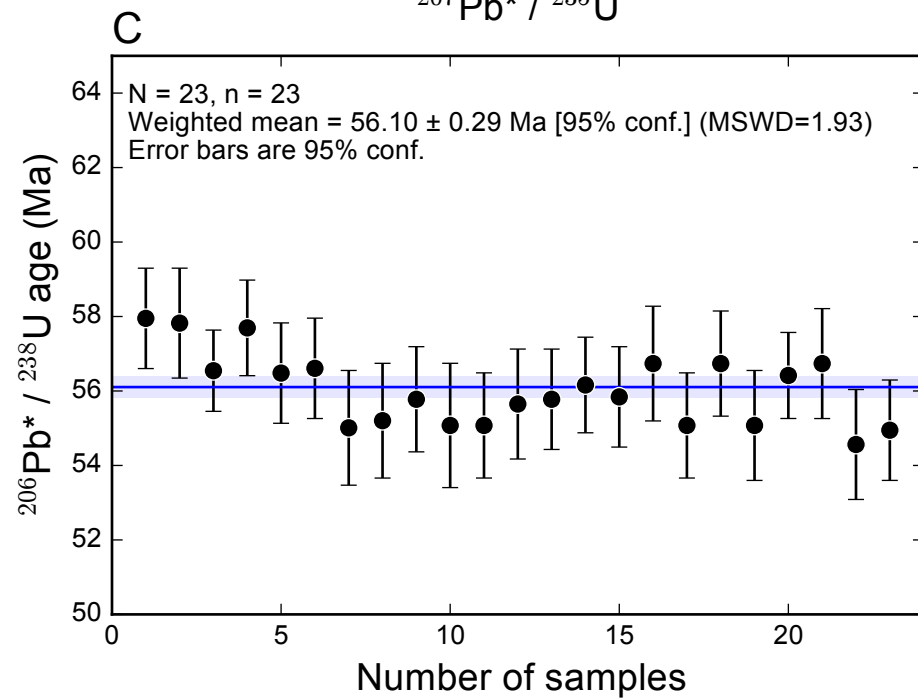 C
N = 23, n = 23
Weighted mean = 56.10 ± 0.29 Ma [95% conf.] (MSWD=1.93)
Error bars are 95% conf.
²⁰⁶Pb* / ²³⁸U age (Ma)
64
62
60
58
56
54
52
50
0 5 10 15 20
Number of samples